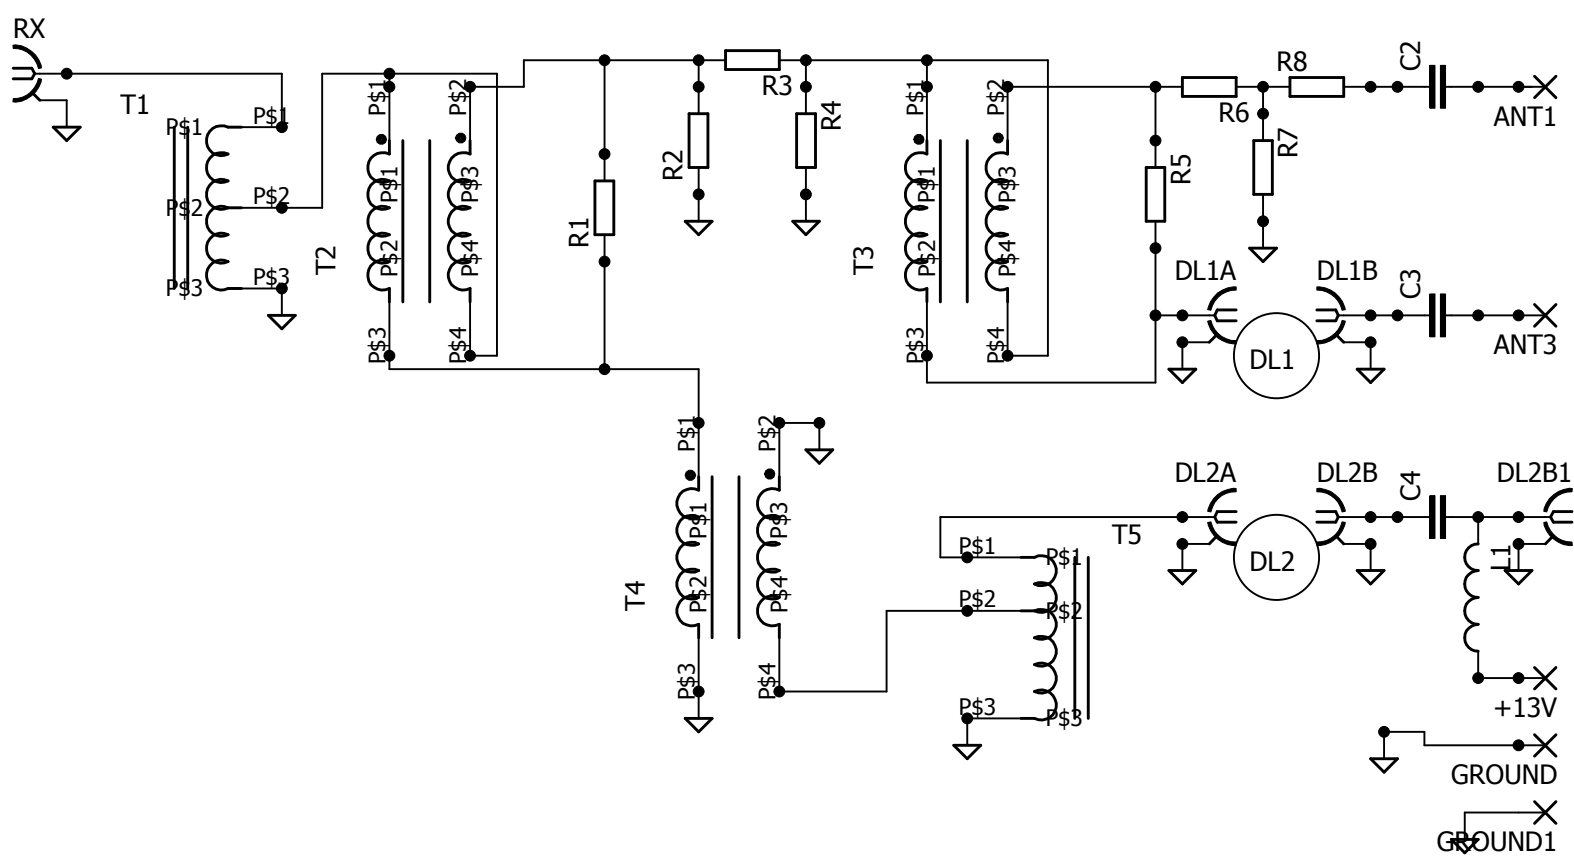 RX
T1
P$1
P$1
P$2
P$2
P$3
P$3
T2
P$1
P$2
P$1
P$3
P$2
P$4
P$3
P$4
R1
R2
R3
R4
T3
P$1
P$2
P$1
P$3
P$2
P$4
P$3
P$4
R5
R6
R7
R8
C2
ANT1
DL1A
DL1B
C3
DL1
ANT3
T4
P$1
P$2
P$1
P$3
P$2
P$4
P$3
P$4
T5
P$1
P$1
P$2
P$2
P$3
P$3
DL2A
DL2B
C4
DL2B1
DL2
L1
+13V
GROUND
GROUND1